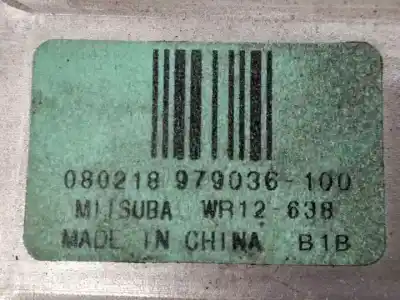 080218 979036-100
MITSUBA WR12-638
MADE IN CHINA B1B